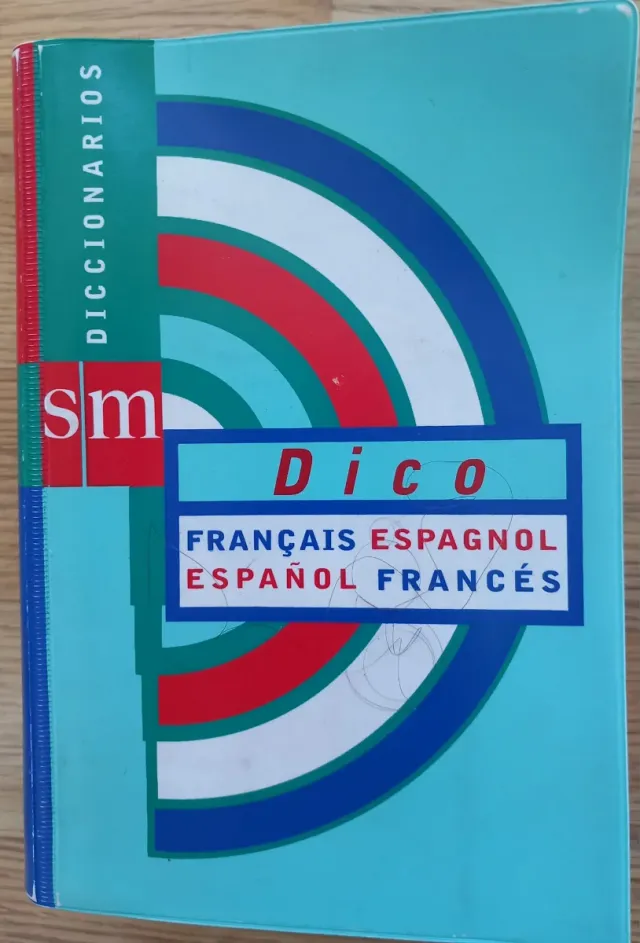 DICCIONARIOS
sm
Dico
FRANÇAIS ESPAGNOL
ESPAÑOL FRANCÉS